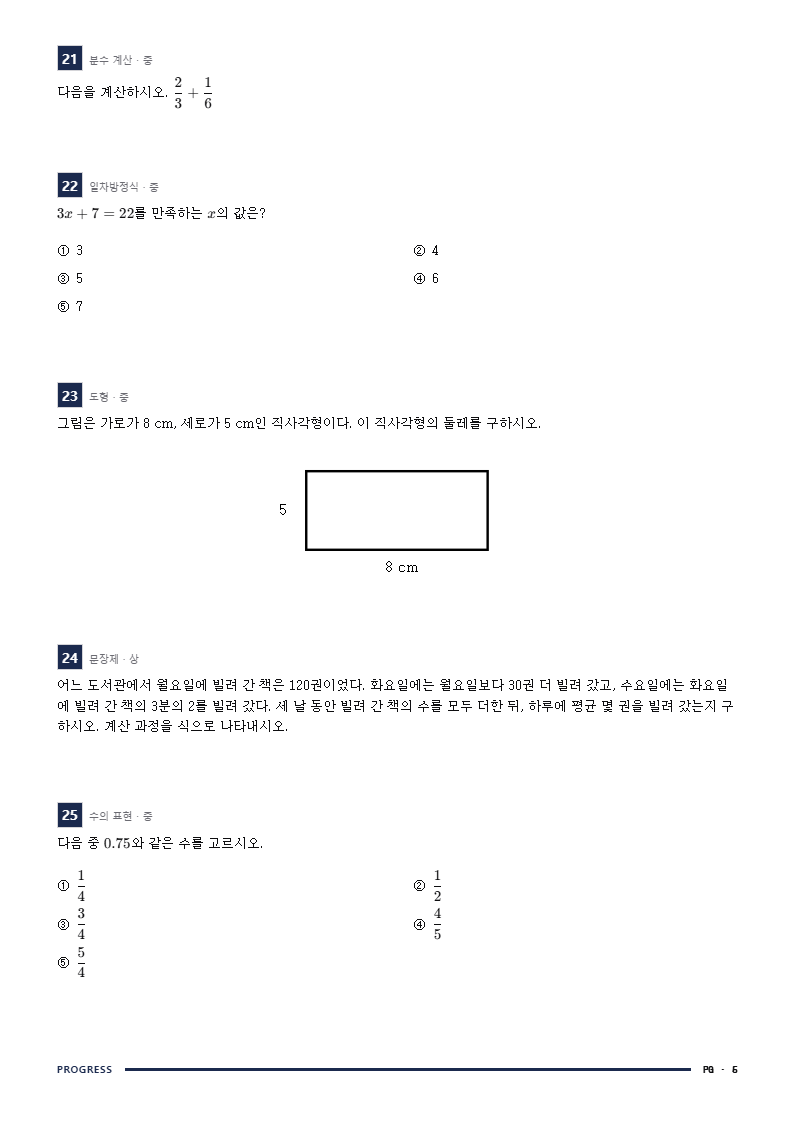 21 분수 계산 · 중
다음을 계산하시오. 2/3 + 1/6
22 일차방정식 · 중
3x + 7 = 22를 만족하는 x의 값은?
① 3 ② 4
③ 5 ④ 6
⑤ 7
23 도형 · 중
그림은 가로가 8 cm, 세로가 5 cm인 직사각형이다. 이 직사각형의 둘레를 구하시오.
5
8 cm
24 문장제 · 상
어느 도서관에서 월요일에 빌려 간 책은 120권이었다. 화요일에는 월요일보다 30권 더 빌려 갔고, 수요일에는 화요일
에 빌려 간 책의 3분의 2를 빌려 갔다. 세 날 동안 빌려 간 책의 수를 모두 더한 뒤, 하루에 평균 몇 권을 빌려 갔는지 구
하시오. 계산 과정을 식으로 나타내시오.
25 수의 표현 · 중
다음 중 0.75와 같은 수를 고르시오.
① 1/4 ② 1/2
③ 3/4 ④ 4/5
⑤ 5/4
PROGRESS